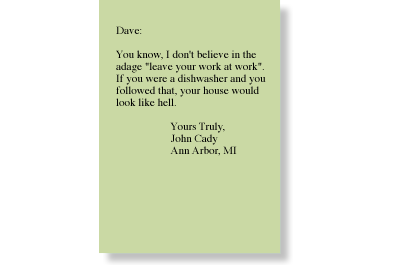 Dave:
You know, I don't believe in the
adage "leave your work at work".
If you were a dishwasher and you
followed that, your house would
look like hell.
Yours Truly,
John Cady
Ann Arbor, MI